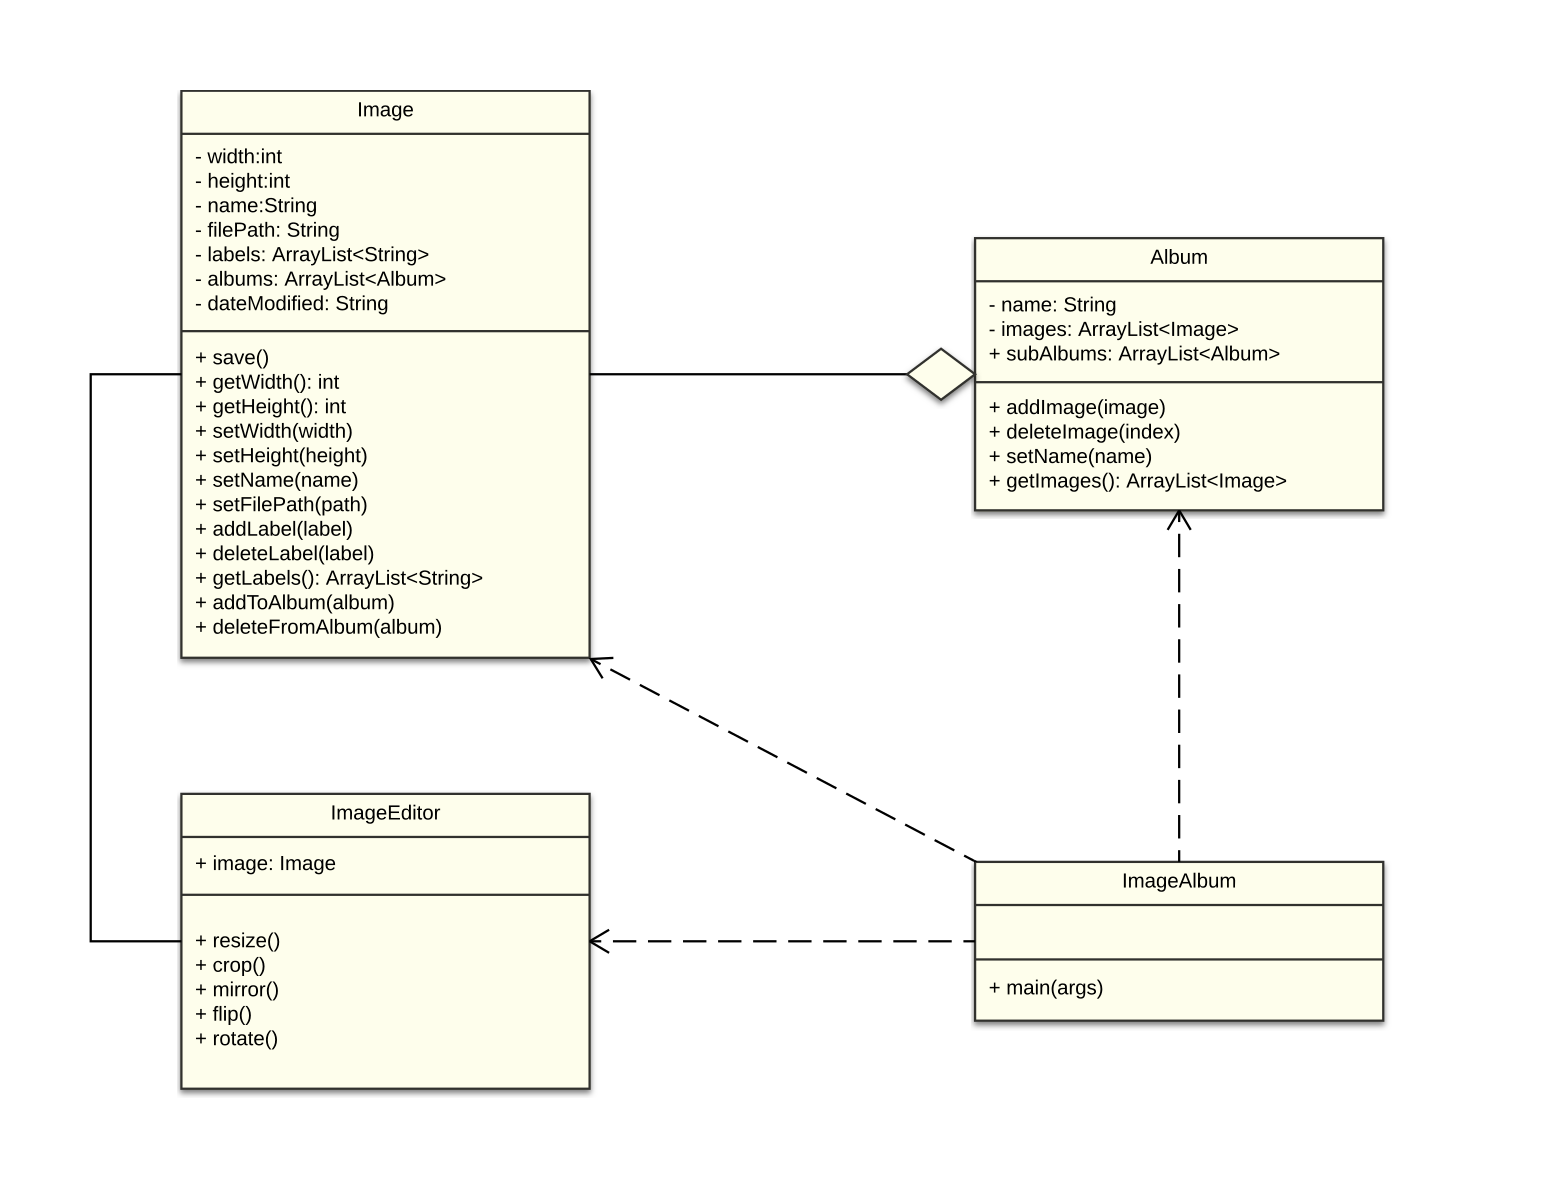 Image
- width:int
- height:int
- name:String
- filePath: String
- labels: ArrayList<String>
- albums: ArrayList<Album>
- dateModified: String
+ save()
+ getWidth(): int
+ getHeight(): int
+ setWidth(width)
+ setHeight(height)
+ setName(name)
+ setFilePath(path)
+ addLabel(label)
+ deleteLabel(label)
+ getLabels(): ArrayList<String>
+ addToAlbum(album)
+ deleteFromAlbum(album)
Album
- name: String
- images: ArrayList<Image>
+ subAlbums: ArrayList<Album>
+ addImage(image)
+ deleteImage(index)
+ setName(name)
+ getImages(): ArrayList<Image>
ImageEditor
+ image: Image
+ resize()
+ crop()
+ mirror()
+ flip()
+ rotate()
ImageAlbum
+ main(args)